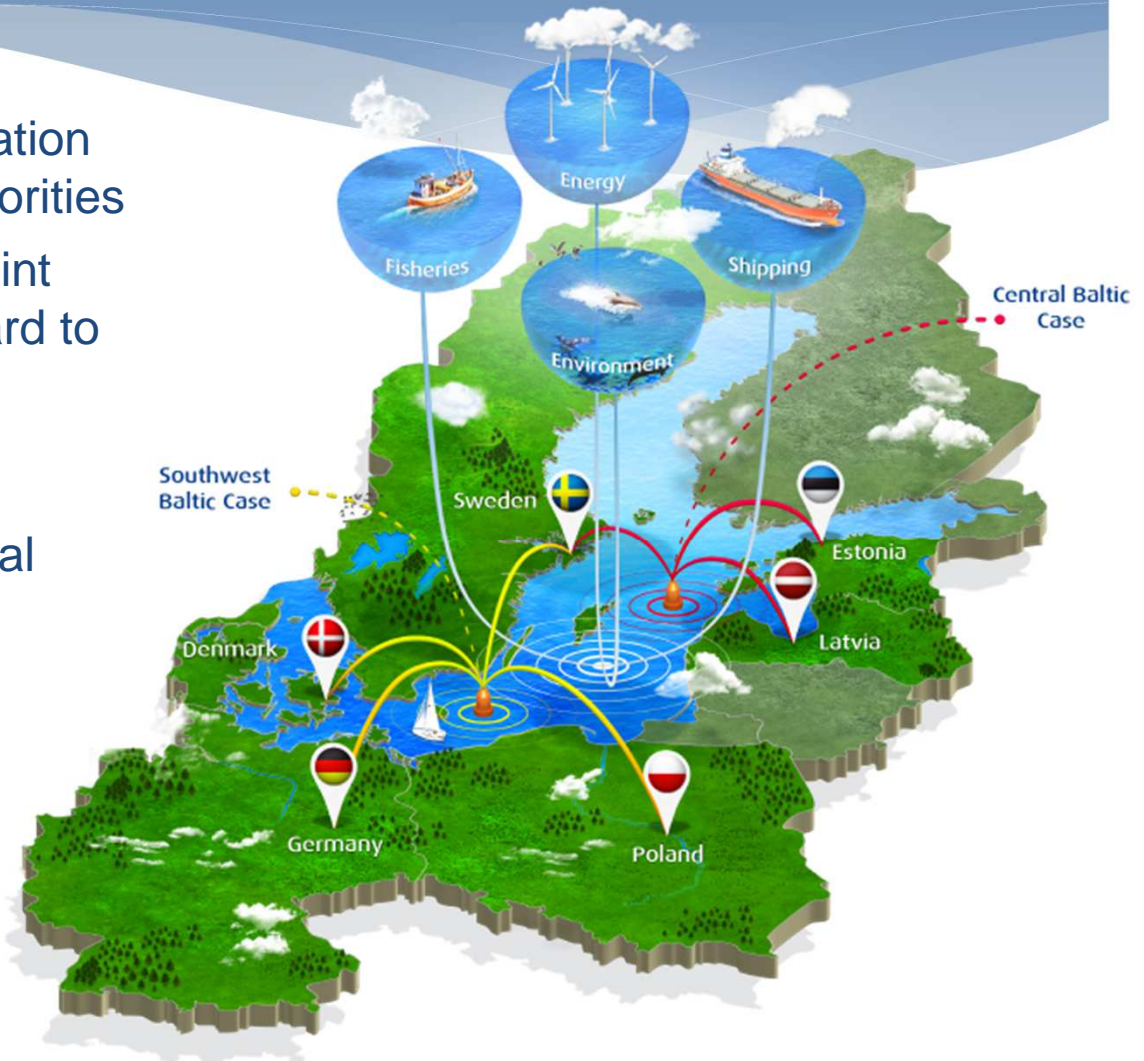 ation
orities
int
ard to
al
Energy
Fisheries
Shipping
Environment
Central Baltic
Case
Southwest
Baltic Case
Sweden
Estonia
Latvia
Denmark
Germany
Poland